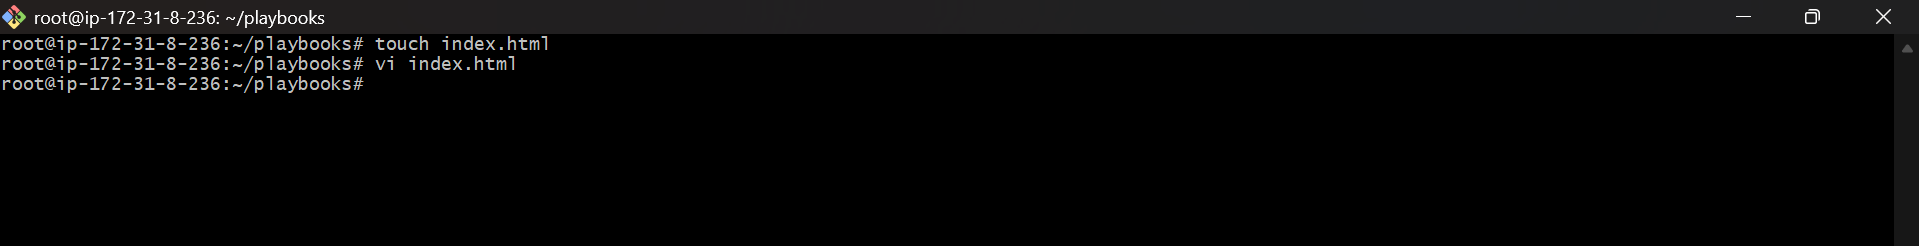 root@ip-172-31-8-236: ~/playbooks
root@ip-172-31-8-236:~/playbooks# touch index.html
root@ip-172-31-8-236:~/playbooks# vi index.html
root@ip-172-31-8-236:~/playbooks#